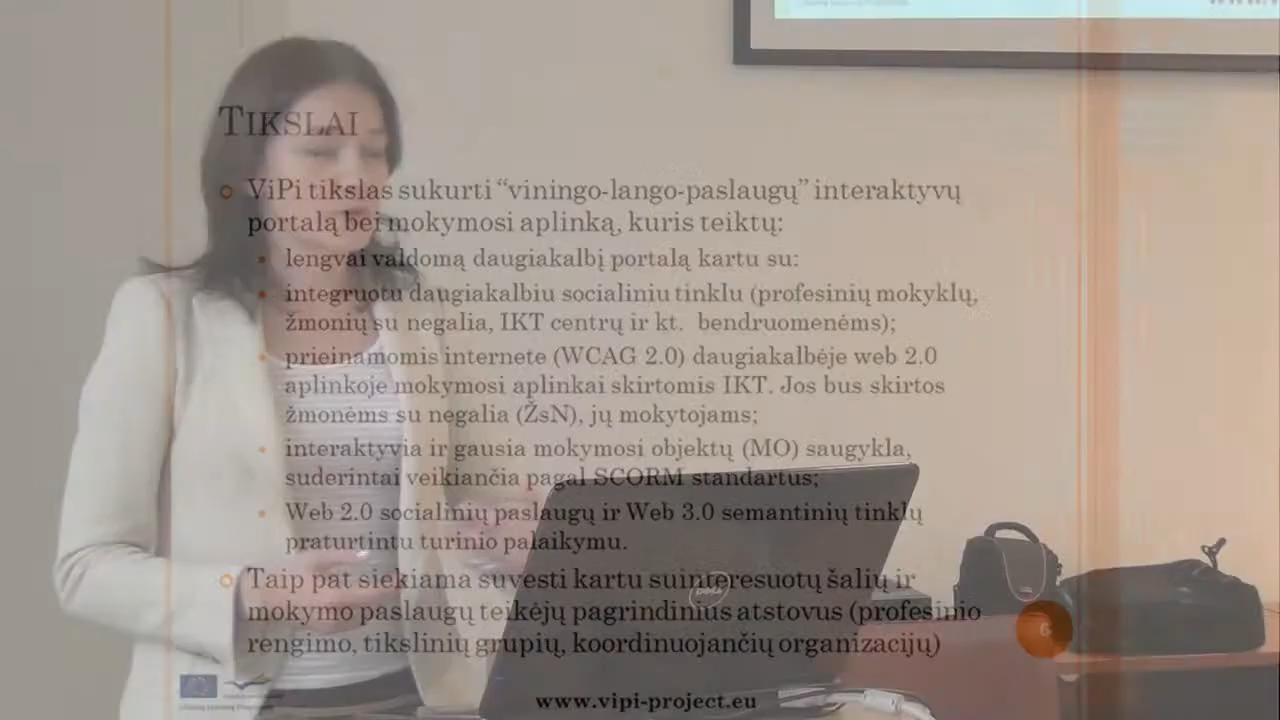 TIKSLAI
ViPi tikslas sukurti “viningo-lango-paslaugų” interaktyvų
portalą bei mokymosi aplinką, kuris teiktų:
lengvai valdomą daugiakalbį portalą kartu su:
integruotu daugiakalbiu socialiniu tinklu (profesinių mokyklų,
žmonių su negalia, IKT centrų ir kt. bendruomenėms);
prieinamomis internete (WCAG 2.0) daugiakalbėje web 2.0
aplinkoje mokymosi aplinkai skirtomis IKT. Jos bus skirtos
žmonėms su negalia (ŽsN), jų mokytojams;
interaktyvia ir gausia mokymosi objektų (MO) saugykla,
suderintai veikiančia pagal SCORM standartus;
Web 2.0 socialinių paslaugų ir Web 3.0 semantinių tinklų
praturtintu turinio palaikymu.
Taip pat siekiama suvesti kartu suinteresuotų šalių ir
mokymo paslaugų teikėjų pagrindinius atstovus (profesinio
rengimo, tikslinių grupių, koordinuojančių organizacijų)
6
DELL
www.vipi-project.eu